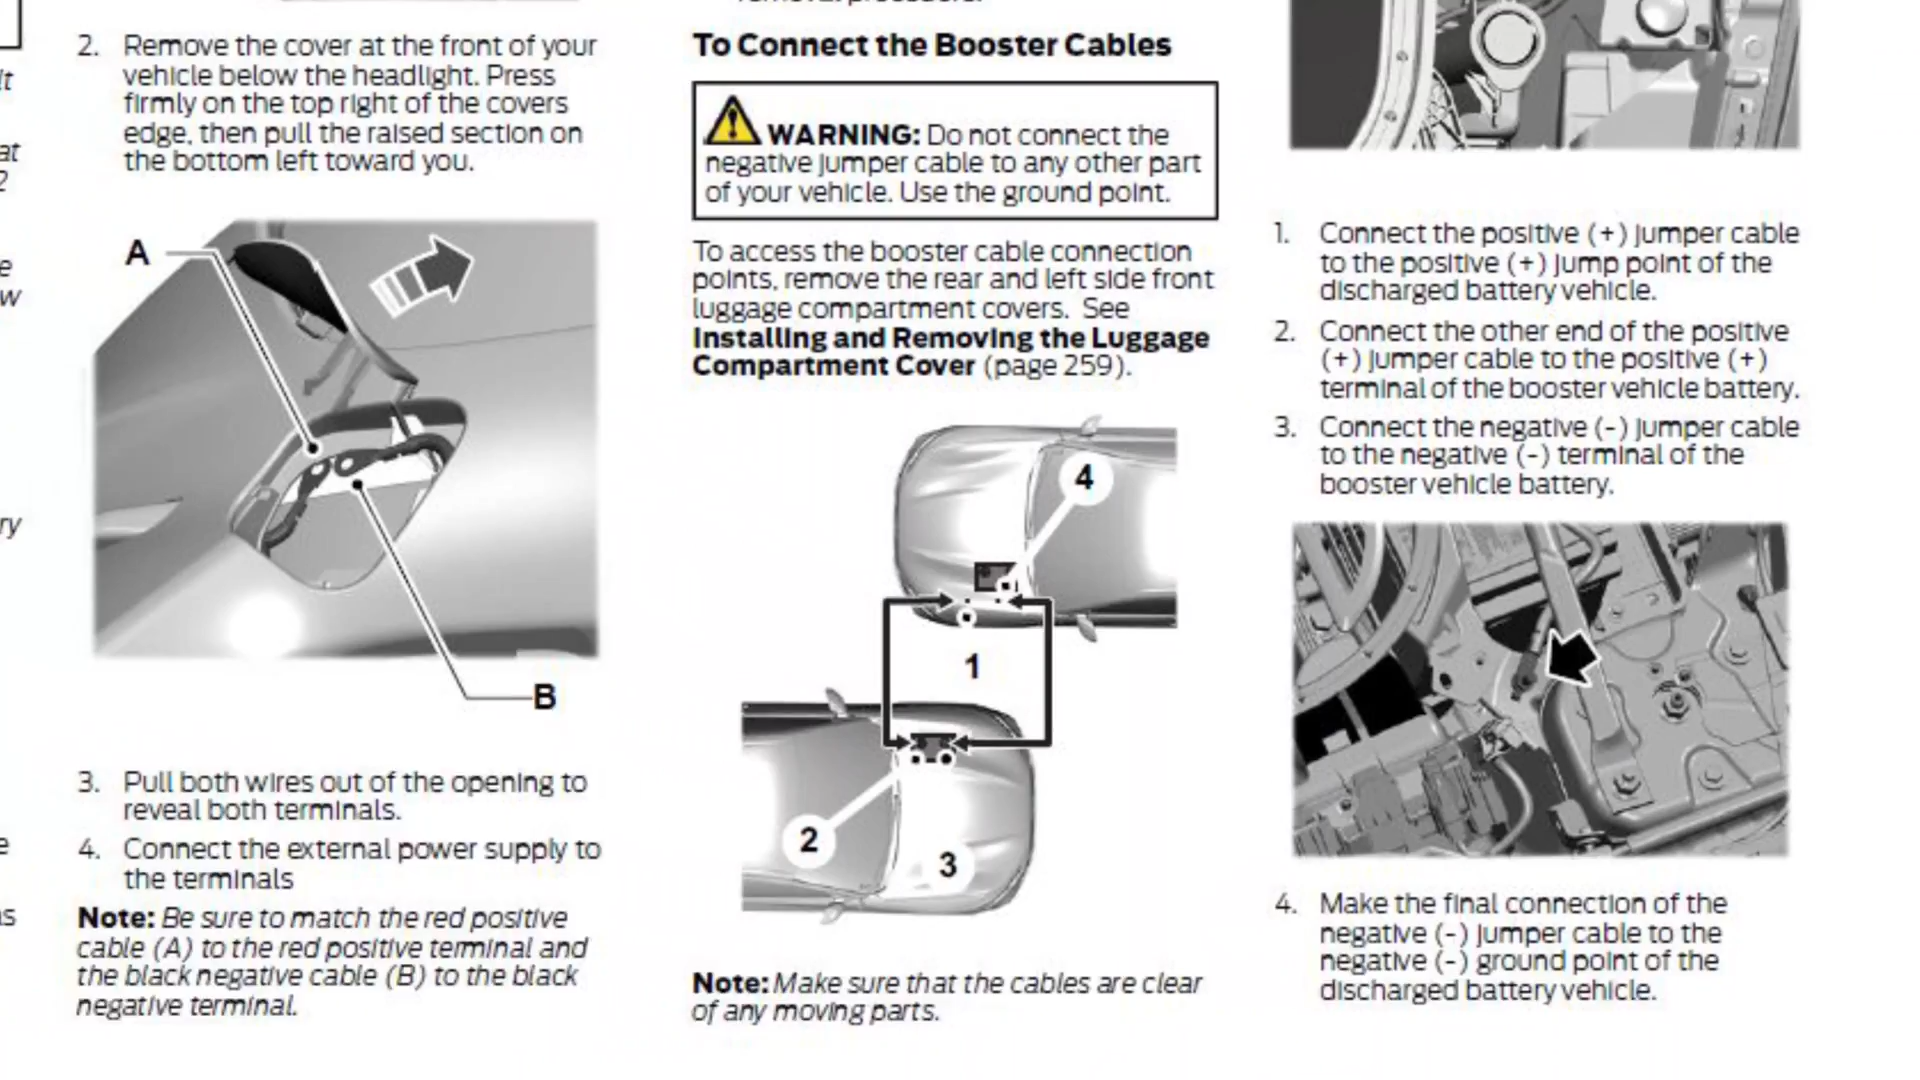 2. Remove the cover at the front of your
vehicle below the headlight. Press
firmly on the top right of the covers
edge, then pull the raised section on
the bottom left toward you.
A
B
3. Pull both wires out of the opening to
reveal both terminals.
4. Connect the external power supply to
the terminals
Note: Be sure to match the red positive
cable (A) to the red positive terminal and
the black negative cable (B) to the black
negative terminal.
To Connect the Booster Cables
WARNING: Do not connect the
negative jumper cable to any other part
of your vehicle. Use the ground point.
To access the booster cable connection
points, remove the rear and left side front
luggage compartment covers. See
Installing and Removing the Luggage
Compartment Cover (page 259).
4
1
2
3
Note: Make sure that the cables are clear
of any moving parts.
1. Connect the positive (+) jumper cable
to the positive (+) jump point of the
discharged battery vehicle.
2. Connect the other end of the positive
(+) jumper cable to the positive (+)
terminal of the booster vehicle battery.
3. Connect the negative (-) jumper cable
to the negative (-) terminal of the
booster vehicle battery.
4. Make the final connection of the
negative (-) jumper cable to the
negative (-) ground point of the
discharged battery vehicle.